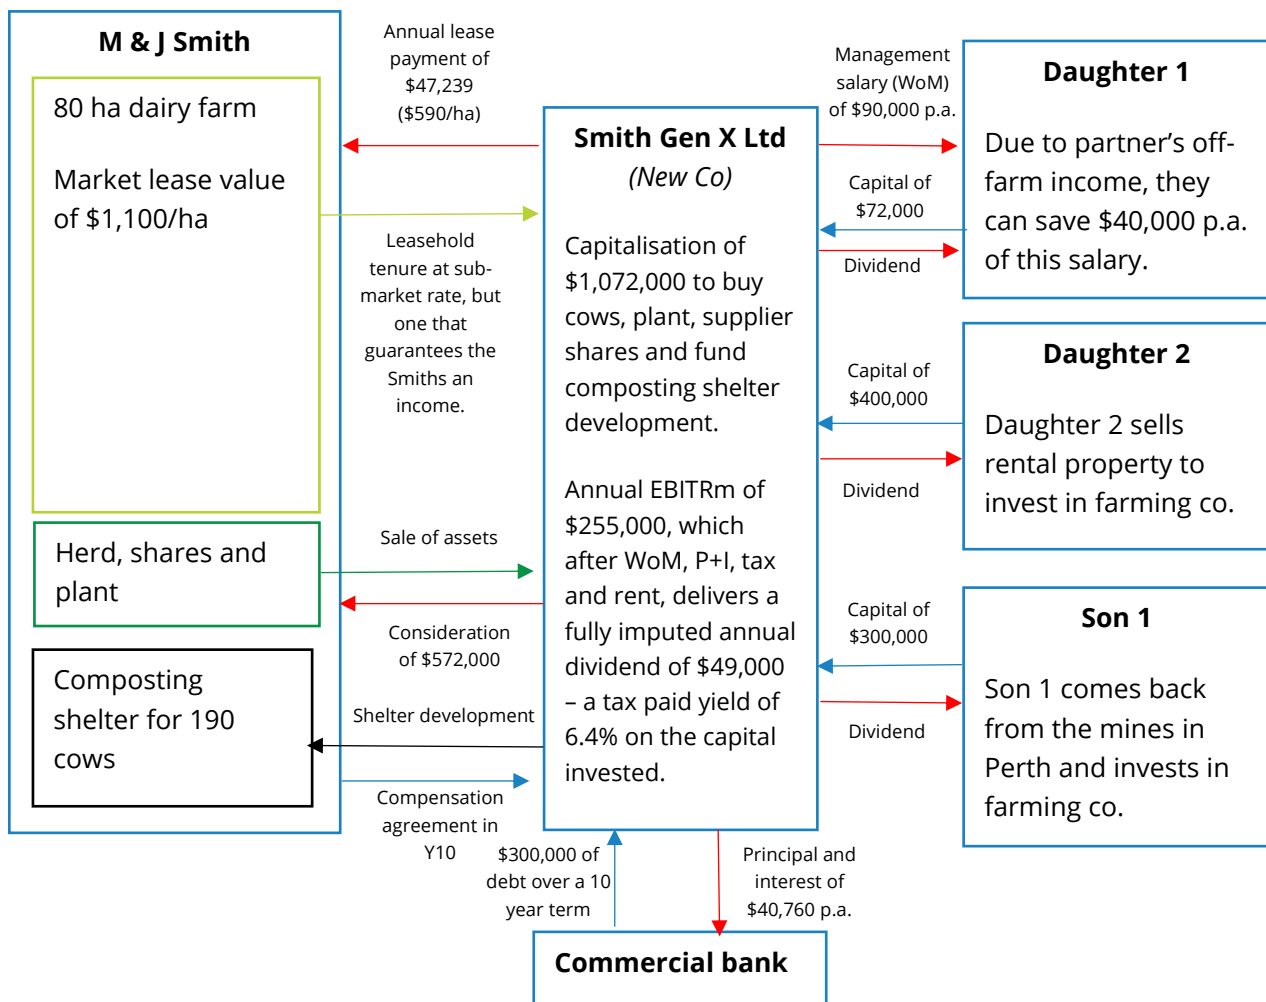 M & J Smith
80 ha dairy farm
Market lease value
of $1,100/ha
Herd, shares and
plant
Composting
shelter for 190
cows
Annual lease
payment of
$47,239
($590/ha)
Leasehold
tenure at sub-
market rate, but
one that
guarantees the
Smiths an
income.
Sale of assets
Consideration
of $572,000
Shelter development
Compensation
agreement in
Y10
Smith Gen X Ltd
(New Co)
Capitalisation of
$1,072,000 to buy
cows, plant, supplier
shares and fund
composting shelter
development.
Annual EBITRm of
$255,000, which
after WoM, P+I, tax
and rent, delivers a
fully imputed annual
dividend of $49,000
– a tax paid yield of
6.4% on the capital
invested.
$300,000 of
debt over a 10
year term
Principal and
interest of
$40,760 p.a.
Commercial bank
Management
salary (WoM)
of $90,000 p.a.
Capital of
$72,000
Dividend
Capital of
$400,000
Dividend
Capital of
$300,000
Dividend
Daughter 1
Due to partner’s off-
farm income, they
can save $40,000 p.a.
of this salary.
Daughter 2
Daughter 2 sells
rental property to
invest in farming co.
Son 1
Son 1 comes back
from the mines in
Perth and invests in
farming co.